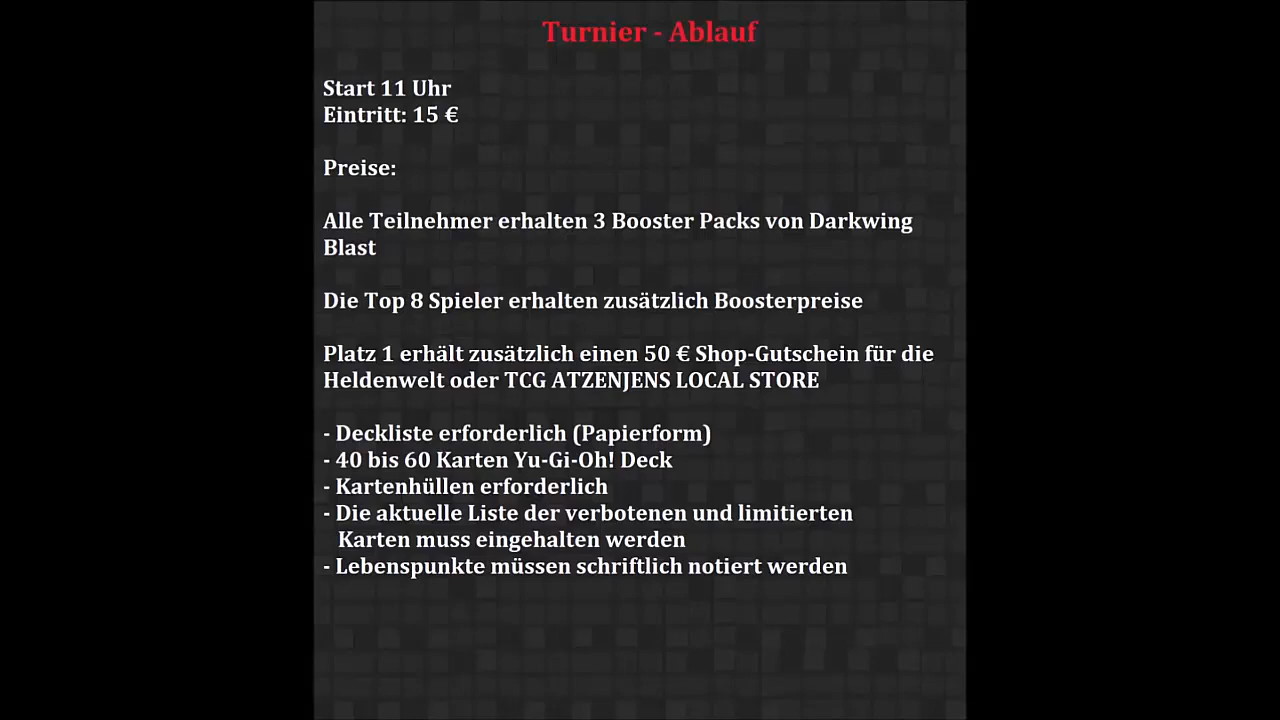 Turnier - Ablauf
Start 11 Uhr
Eintritt: 15 €
Preise:
Alle Teilnehmer erhalten 3 Booster Packs von Darkwing
Blast
Die Top 8 Spieler erhalten zusätzlich Boosterpreise
Platz 1 erhält zusätzlich einen 50 € Shop-Gutschein für die
Heldenwelt oder TCG ATZENJENS LOCAL STORE
- Deckliste erforderlich (Papierform)
- 40 bis 60 Karten Yu-Gi-Oh! Deck
- Kartenhüllen erforderlich
- Die aktuelle Liste der verbotenen und limitierten
Karten muss eingehalten werden
- Lebenspunkte müssen schriftlich notiert werden